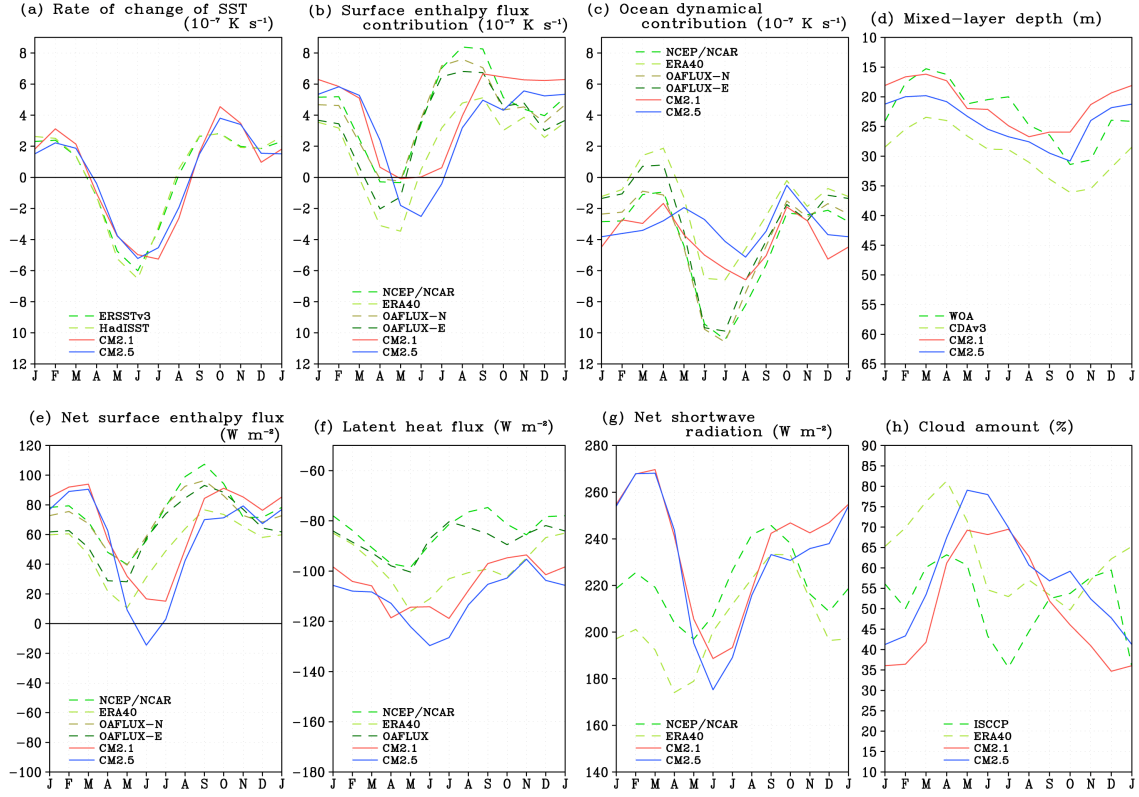 (a) Rate of change of SST
(10⁻⁷ K s⁻¹)
8
6
4
2
0
−2
−4
−6
−8
10
12
J F M A M J J A S O N D J
ERSSTv3
HadISST
CM2.1
CM2.5
(b) Surface enthalpy flux
contribution (10⁻⁷ K s⁻¹)
8
6
4
2
0
−2
−4
−6
−8
10
12
J F M A M J J A S O N D J
NCEP/NCAR
ERA40
OAFLUX−N
OAFLUX−E
CM2.1
CM2.5
(c) Ocean dynamical
contribution (10⁻⁷ K s⁻¹)
NCEP/NCAR
ERA40
OAFLUX−N
OAFLUX−E
CM2.1
CM2.5
8
6
4
2
0
−2
−4
−6
−8
10
12
J F M A M J J A S O N D J
(d) Mixed−layer depth (m)
10
15
20
25
30
35
40
45
50
55
60
65
J F M A M J J A S O N D J
WOA
CDAv3
CM2.1
CM2.5
(e) Net surface enthalpy flux
(W m⁻²)
120
100
80
60
40
20
0
−20
−40
−60
−80
−100
J F M A M J J A S O N D J
NCEP/NCAR
ERA40
OAFLUX−N
OAFLUX−E
CM2.1
CM2.5
(f) Latent heat flux (W m⁻²)
−60
−80
−100
−120
−140
−160
−180
J F M A M J J A S O N D J
NCEP/NCAR
ERA40
OAFLUX
CM2.1
CM2.5
(g) Net shortwave
radiation (W m⁻²)
280
260
240
220
200
180
160
140
J F M A M J J A S O N D J
NCEP/NCAR
ERA40
CM2.1
CM2.5
(h) Cloud amount (%)
90
85
80
75
70
65
60
55
50
45
40
35
30
25
20
15
10
J F M A M J J A S O N D J
ISCCP
ERA40
CM2.1
CM2.5